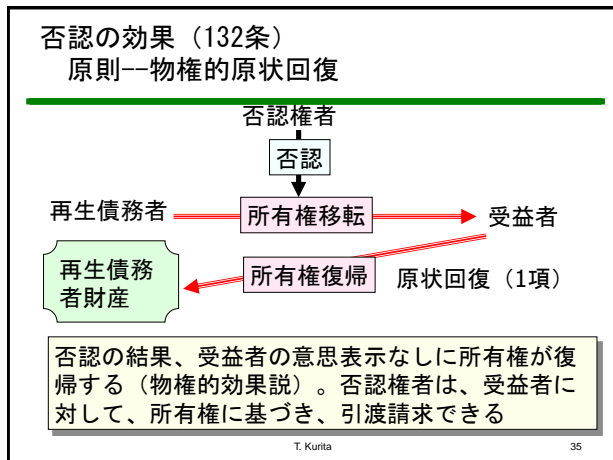 否認の効果（132条）
原則--物権的原状回復
否認権者
否認
再生債務者
所有権移転
受益者
再生債務
者財産
所有権復帰
原状回復（1項）
否認の結果、受益者の意思表示なしに所有権が復
帰する（物権的効果説）。否認権者は、受益者に
対して、所有権に基づき、引渡請求できる
T. Kurita
35